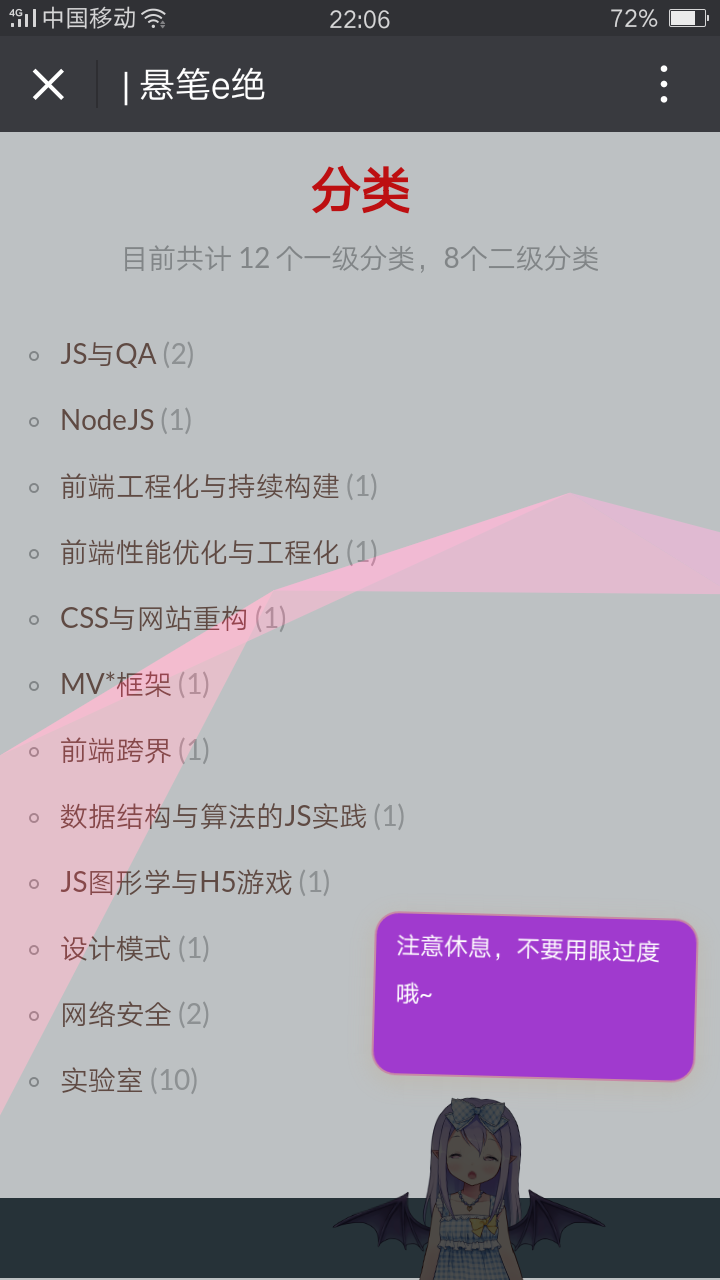 4G 中国移动 22:06 72%
| 悬笔e绝
分类
目前共计 12 个一级分类，8个二级分类
JS与QA (2)
NodeJS (1)
前端工程化与持续构建 (1)
前端性能优化与工程化 (1)
CSS与网站重构 (1)
MV*框架 (1)
前端跨界 (1)
数据结构与算法的JS实践 (1)
JS图形学与H5游戏 (1)
设计模式 (1)
网络安全 (2)
实验室 (10)
注意休息，不要用眼过度
哦~